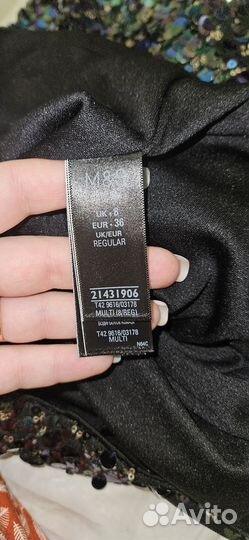 M&S
UK • 8
EUR • 36
UK/EUR
REGULAR
21431906
T42 9616/03178
MULTI (8/REG)
T42 9616/03178
MULTI
N64C
Avito